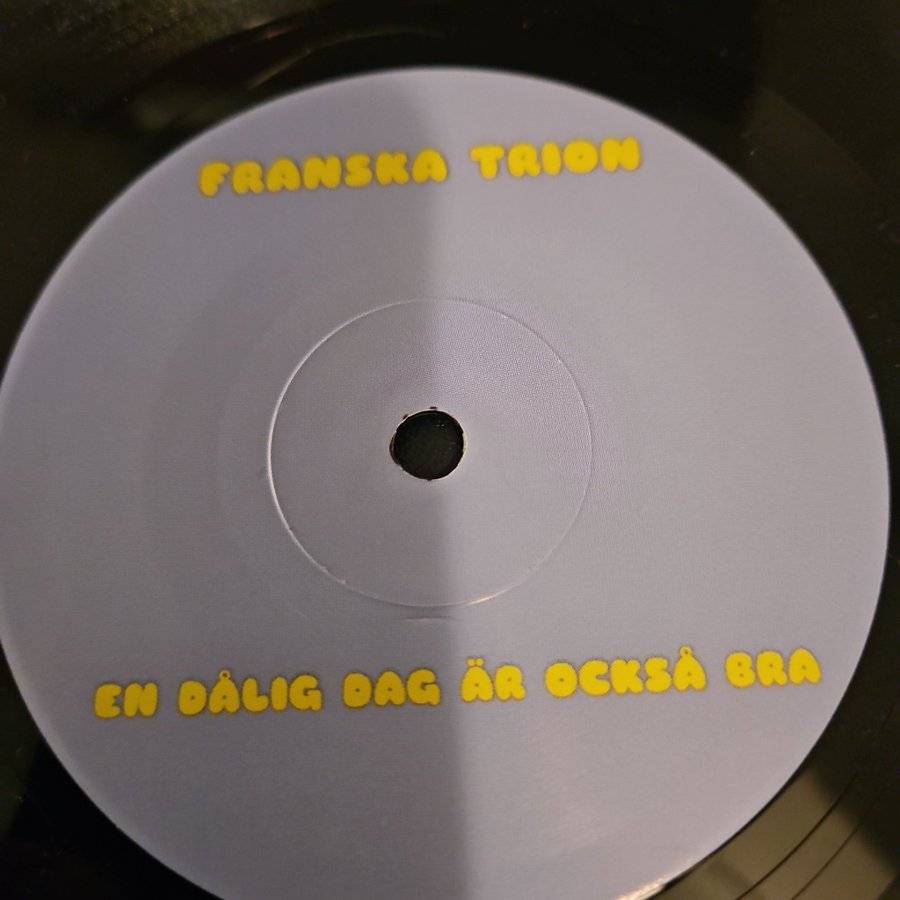 FRANSKA TRION
EN DÅLIG DAG ÄR OCKSÅ BRA